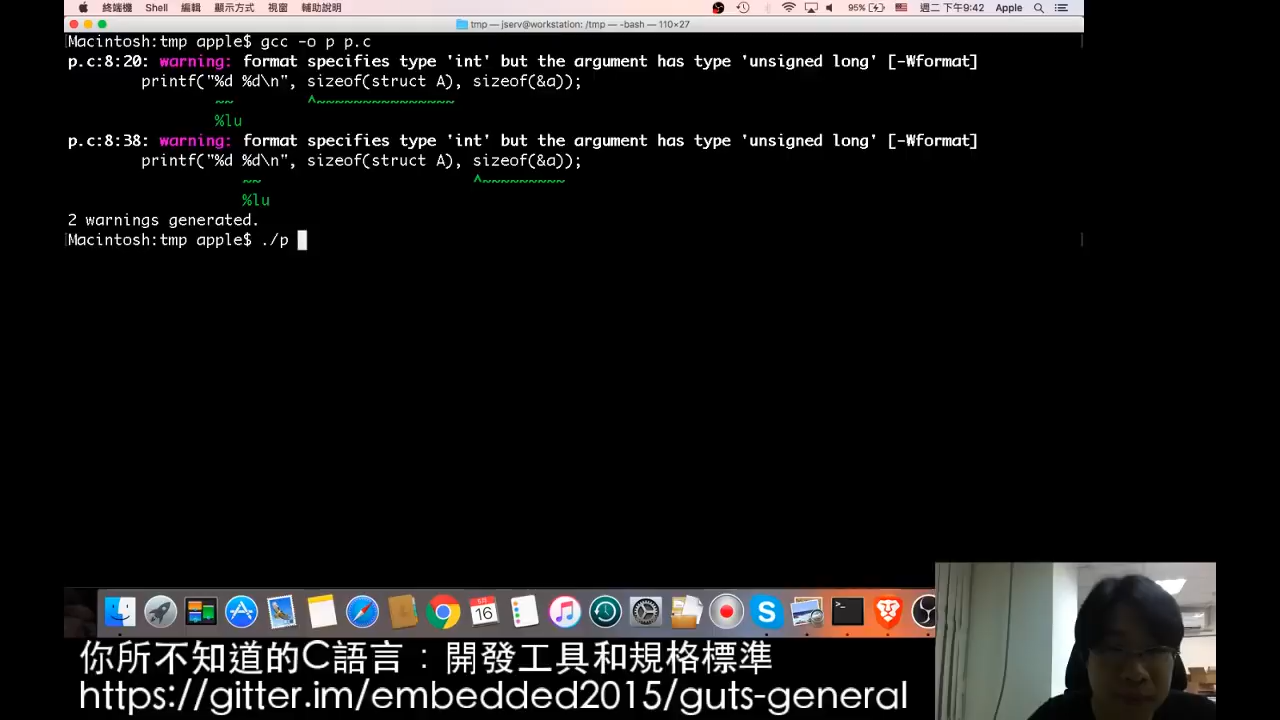 終端機 Shell 編輯 顯示方式 視窗 輔助說明 95% 週二 下午9:42 Apple
tmp — jserv@workstation: /tmp — -bash — 110×27
Macintosh:tmp apple$ gcc -o p p.c
p.c:8:20: warning: format specifies type 'int' but the argument has type 'unsigned long' [-Wformat]
printf("%d %d\n", sizeof(struct A), sizeof(&a));
~~ ^~~~~~~~~~~~~~~~
%lu
p.c:8:38: warning: format specifies type 'int' but the argument has type 'unsigned long' [-Wformat]
printf("%d %d\n", sizeof(struct A), sizeof(&a));
~~ ^~~~~~~~~~
%lu
2 warnings generated.
Macintosh:tmp apple$ ./p
16
你所不知道的C語言：開發工具和規格標準
https://gitter.im/embedded2015/guts-general